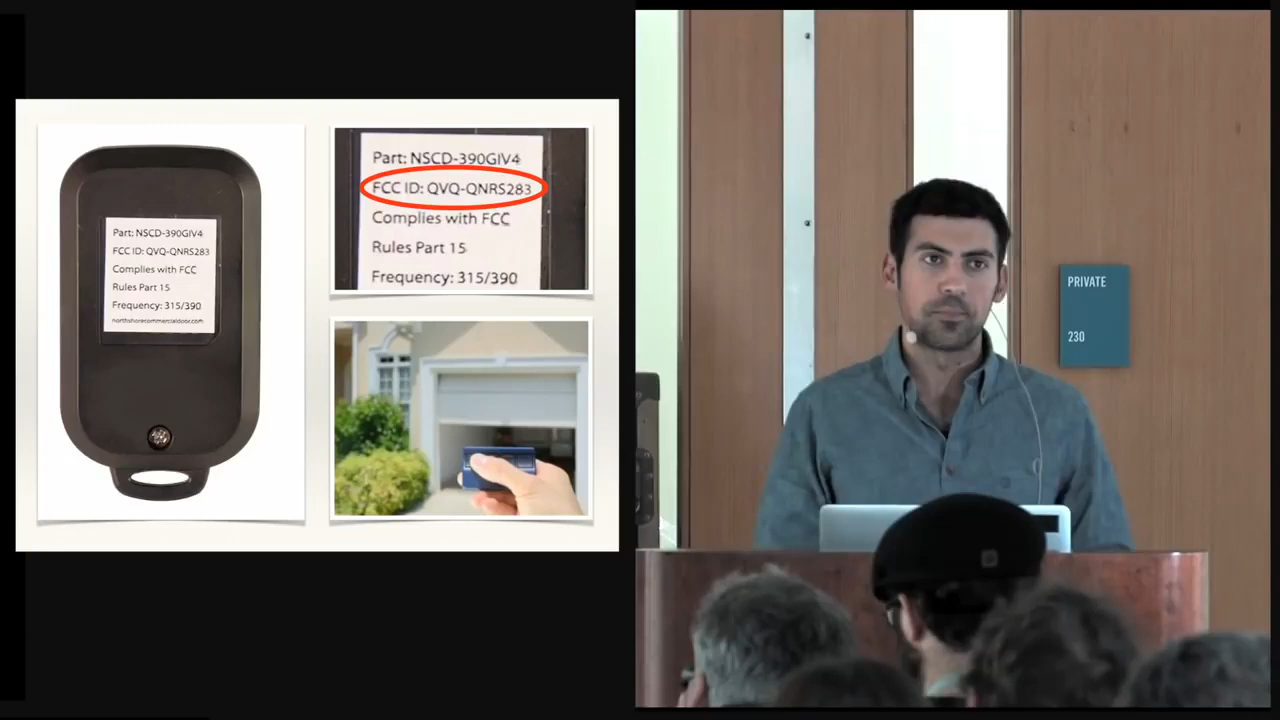 Part: NSCD-390GIV4
FCC ID: QVQ-QNRS283
Complies with FCC
Rules Part 15
Frequency: 315/390
northshorecommercialdoor.com
Part: NSCD-390GIV4
FCC ID: QVQ-QNRS283
Complies with FCC
Rules Part 15
Frequency: 315/390
PRIVATE
230